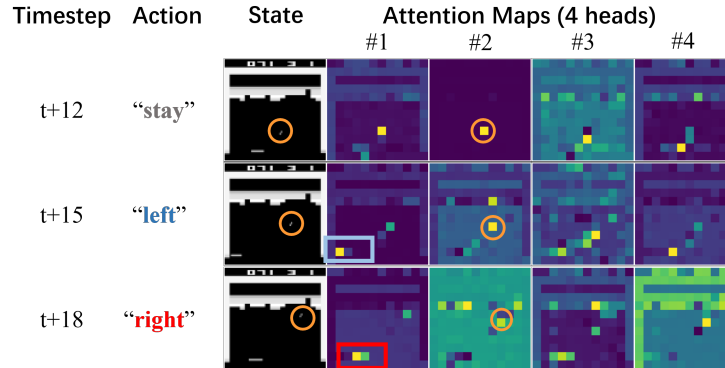 Timestep Action State Attention Maps (4 heads)
#1 #2 #3 #4
t+12 “stay”
t+15 “left”
t+18 “right”